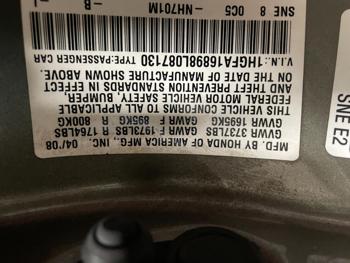 MFD. BY HONDA OF AMERICA MFG., INC. 04/08
GVWR 3737LBS GAWR F 1973LBS R 1764LBS
GVWR 1695KG GAWR F 895KG R 800KG
THIS VEHICLE CONFORMS TO ALL APPLICABLE
FEDERAL MOTOR VEHICLE SAFETY, BUMPER,
AND THEFT PREVENTION STANDARDS IN EFFECT
ON THE DATE OF MANUFACTURE SHOWN ABOVE.
V.I.N.: 1HGFA16898L087130 TYPE:PASSENGER CAR
NH701M -B
SNE 8 0C5
SNE E2